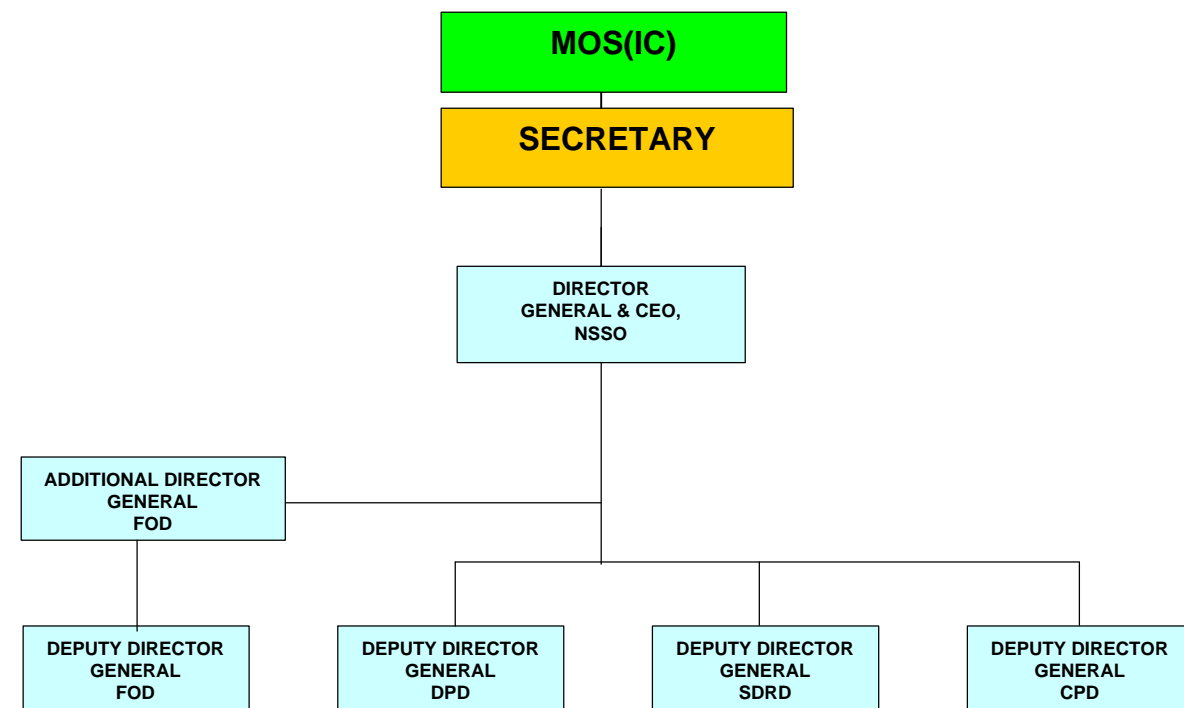 MOS(IC)
SECRETARY
DIRECTOR
GENERAL & CEO,
NSSO
ADDITIONAL DIRECTOR
GENERAL
FOD
DEPUTY DIRECTOR
GENERAL
FOD
DEPUTY DIRECTOR
GENERAL
DPD
DEPUTY DIRECTOR
GENERAL
SDRD
DEPUTY DIRECTOR
GENERAL
CPD